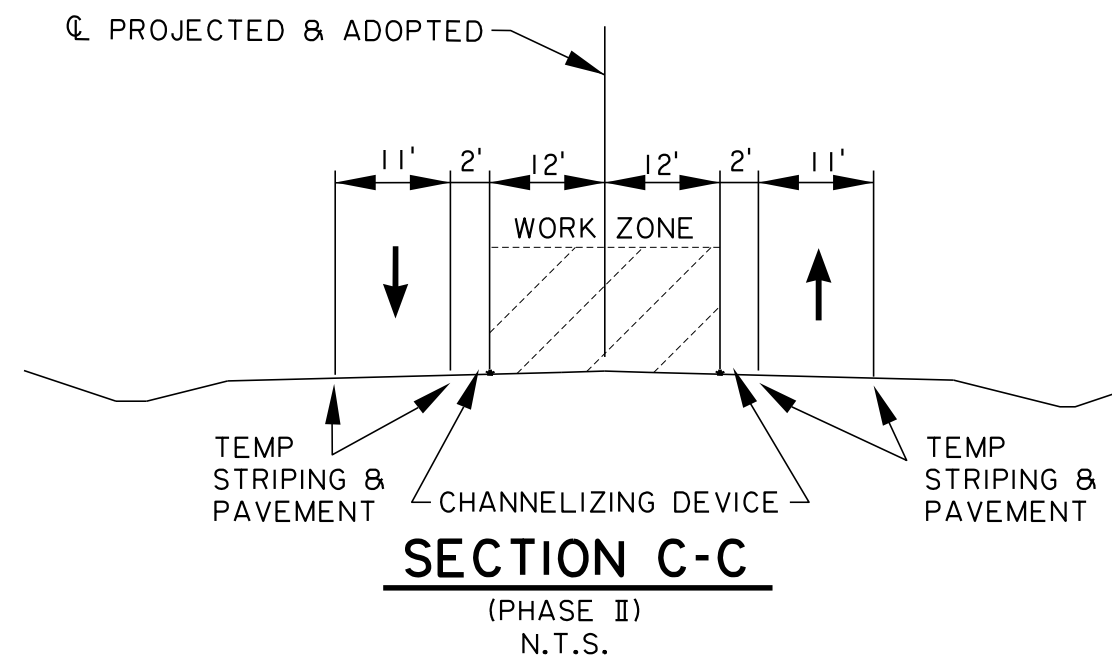 ℄ PROJECTED & ADOPTED
11' 2' 12' 12' 2' 11'
WORK ZONE
TEMP
STRIPING &
PAVEMENT
TEMP
STRIPING &
PAVEMENT
CHANNELIZING DEVICE
SECTION C-C
(PHASE II)
N.T.S.